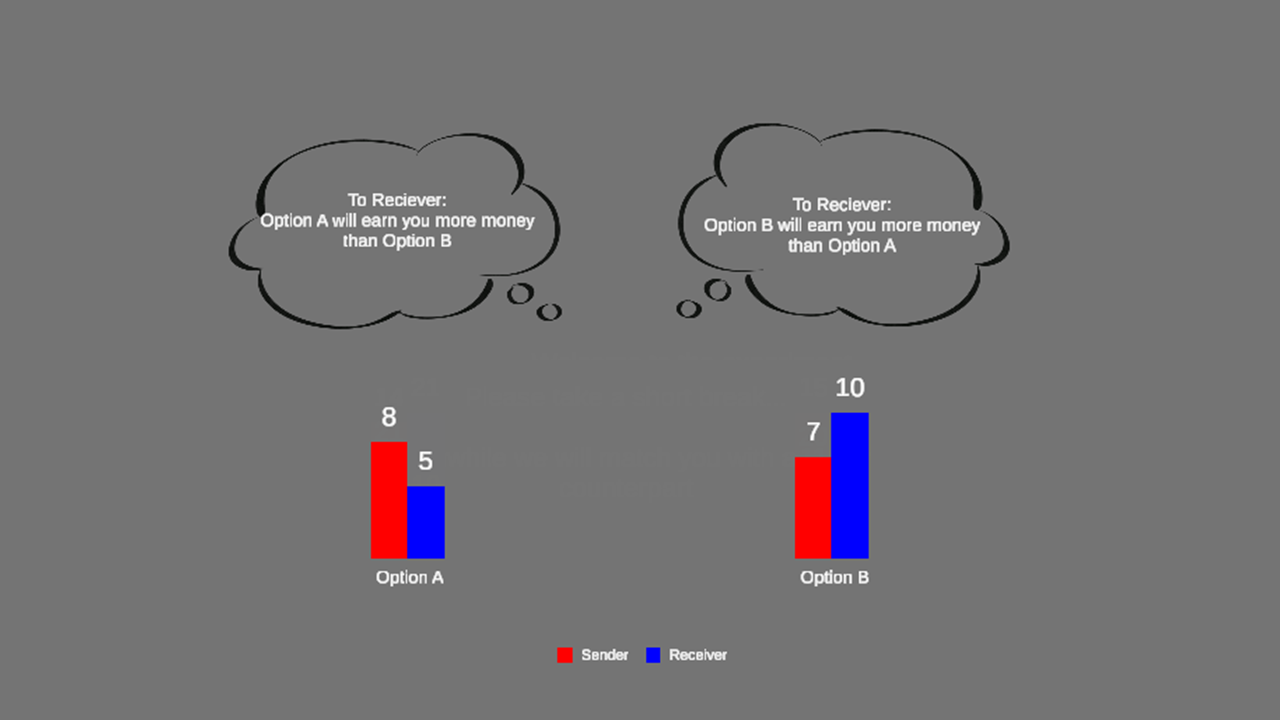 To Reciever:
Option A will earn you more money
than Option B
To Reciever:
Option B will earn you more money
than Option A
8
5
7
10
Option A
Option B
Sender
Receiver